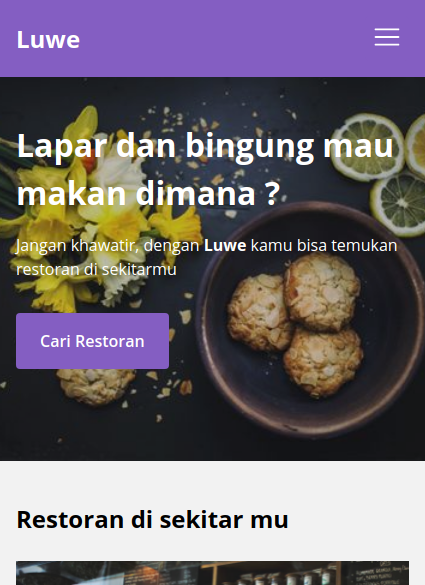 Luwe
Lapar dan bingung mau
makan dimana ?
Jangan khawatir, dengan Luwe kamu bisa temukan
restoran di sekitarmu
Cari Restoran
Restoran di sekitar mu